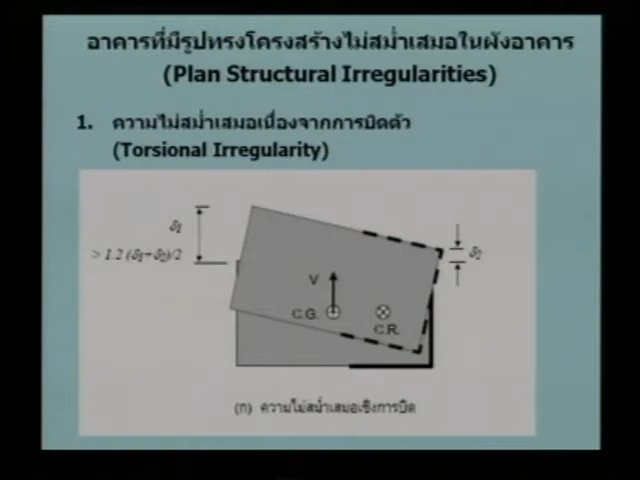 อาคารที่มีรูปทรงโครงสร้างไม่สม่ำเสมอในผังอาคาร
(Plan Structural Irregularities)
1. ความไม่สม่ำเสมอเนื่องจากการบิดตัว
(Torsional Irregularity)
δ1
> 1.2 (δ1+δ2)/2
δ2
V
C.G.
C.R.
(ก) ความไม่สม่ำเสมอเชิงการบิด